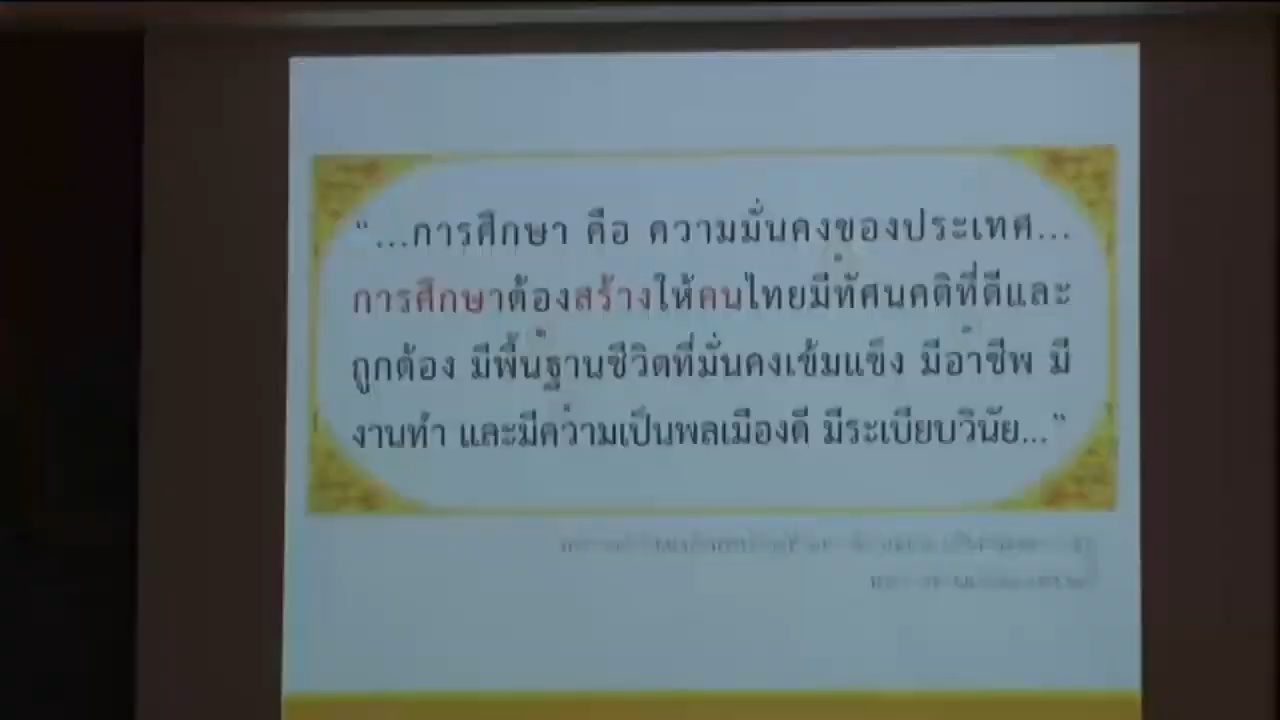 “...การศึกษา คือ ความมั่นคงของประเทศ...
การศึกษาต้องสร้างให้คนไทยมีทัศนคติที่ดีและ
ถูกต้อง มีพื้นฐานชีวิตที่มั่นคงเข้มแข็ง มีอาชีพ มี
งานทำ และมีความเป็นพลเมืองดี มีระเบียบวินัย...”